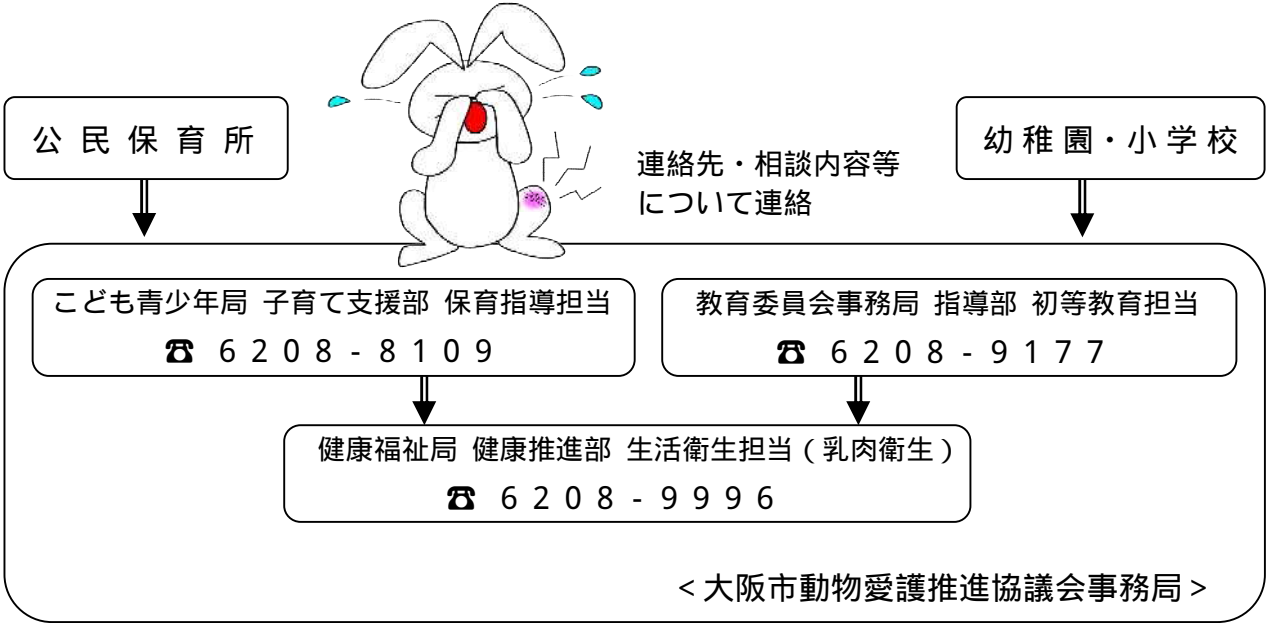 公民保育所
幼稚園・小学校
連絡先・相談内容等
について連絡
こども青少年局 子育て支援部 保育指導担当
☎ 6208-8109
教育委員会事務局 指導部 初等教育担当
☎ 6208-9177
健康福祉局 健康推進部 生活衛生担当（乳肉衛生）
☎ 6208-9996
＜大阪市動物愛護推進協議会事務局＞